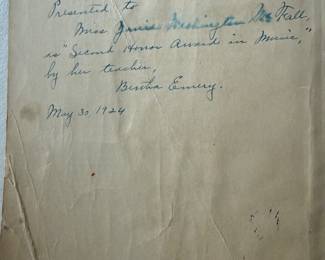 Presented to
Miss Janie Washington McFall,
as "Second Honor Award in Music,"
by her teacher,
Bertha Emery.
May 30, 1924